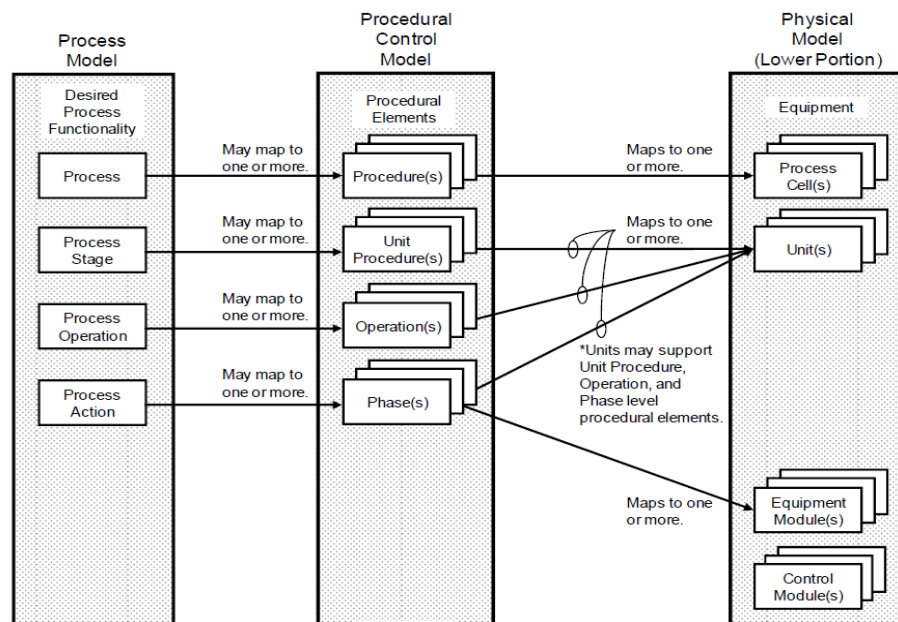 Process
Model
Procedural
Control
Model
Physical
Model
(Lower Portion)
Desired
Process
Functionality
Procedural
Elements
Equipment
Process
May map to
one or more.
Procedure(s)
Maps to one
or more.
Process
Cell(s)
Process
Stage
May map to
one or more.
Unit
Procedure(s)
Maps to one
or more.
Unit(s)
Process
Operation
May map to
one or more.
Operation(s)
*Units may support
Unit Procedure,
Operation, and
Phase level
procedural elements.
Process
Action
May map to
one or more.
Phase(s)
Maps to one
or more.
Equipment
Module(s)
Control
Module(s)